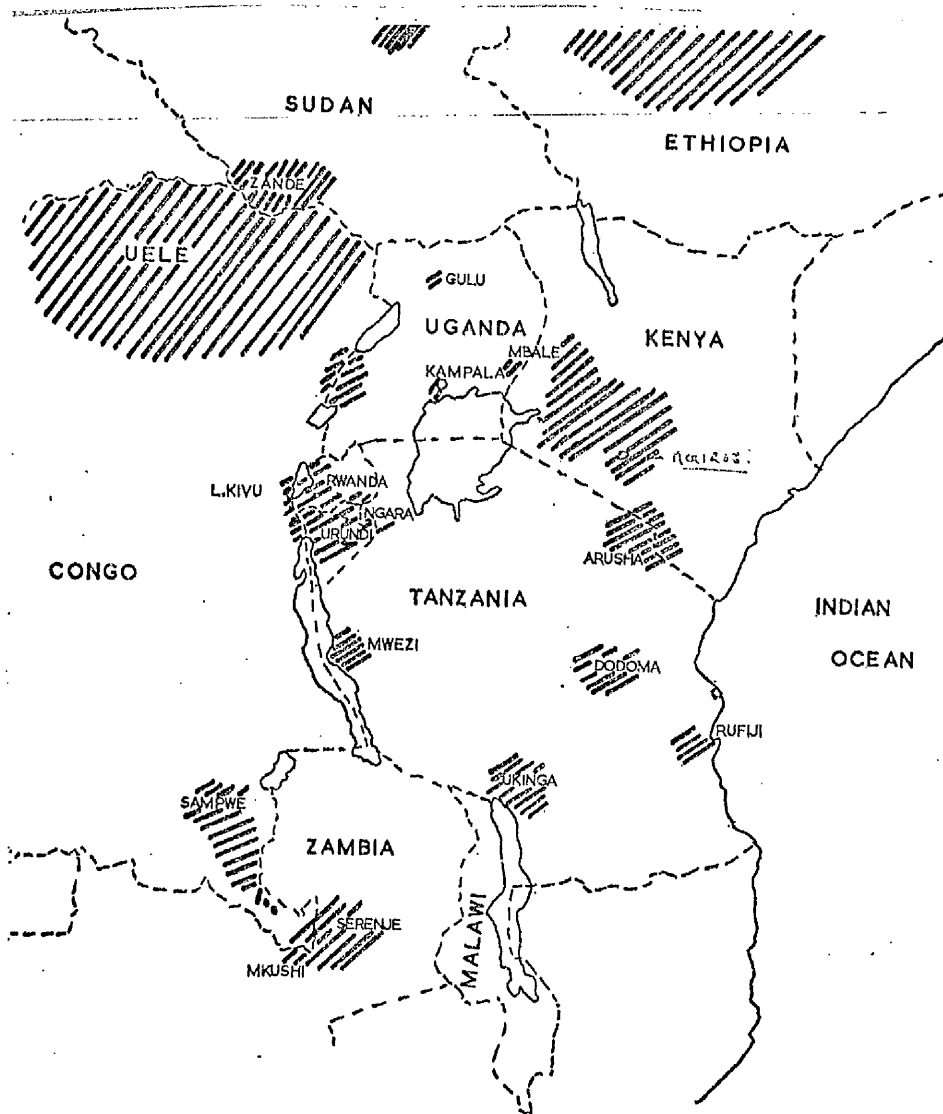 SUDAN
ETHIOPIA
ZANDE
UELE
GULU
UGANDA
KENYA
MBALE
KAMPALA
NAIROBI
L.KIVU
RWANDA
NGARA
URUNDI
ARUSHA
CONGO
TANZANIA
INDIAN
OCEAN
MWEZI
DODOMA
RUFIJI
UKINGA
SAMPWE
ZAMBIA
SERENJE
MALAWI
MKUSHI